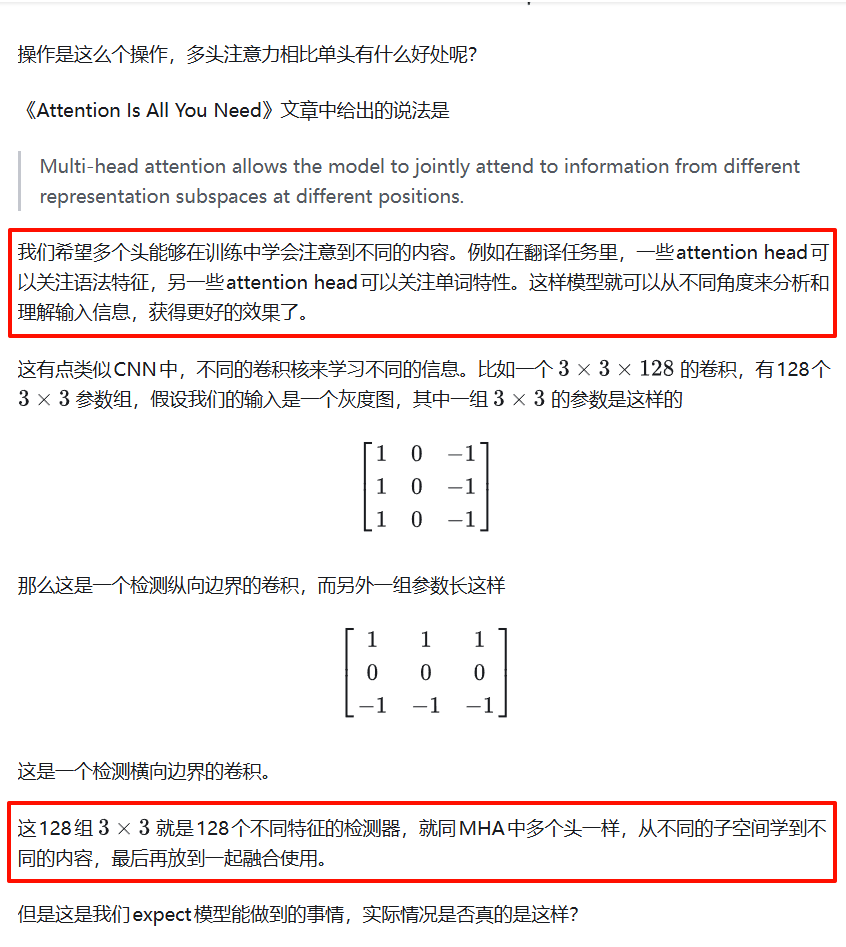 操作是这么个操作，多头注意力相比单头有什么好处呢？
《Attention Is All You Need》文章中给出的说法是
Multi-head attention allows the model to jointly attend to information from different
representation subspaces at different positions.
我们希望多个头能够在训练中学会注意到不同的内容。例如在翻译任务里，一些attention head可
以关注语法特征，另一些attention head可以关注单词特性。这样模型就可以从不同角度来分析和
理解输入信息，获得更好的效果了。
这有点类似CNN中，不同的卷积核来学习不同的信息。比如一个 3 × 3 × 128 的卷积，有128个
3 × 3 参数组，假设我们的输入是一个灰度图，其中一组 3 × 3 的参数是这样的
1 0 −1
1 0 −1
1 0 −1
那么这是一个检测纵向边界的卷积，而另外一组参数长这样
1 1 1
0 0 0
−1 −1 −1
这是一个检测横向边界的卷积。
这128组 3 × 3 就是128个不同特征的检测器，就同MHA中多个头一样，从不同的子空间学到不
同的内容，最后再放到一起融合使用。
但是这是我们expect模型能做到的事情，实际情况是否真的是这样？